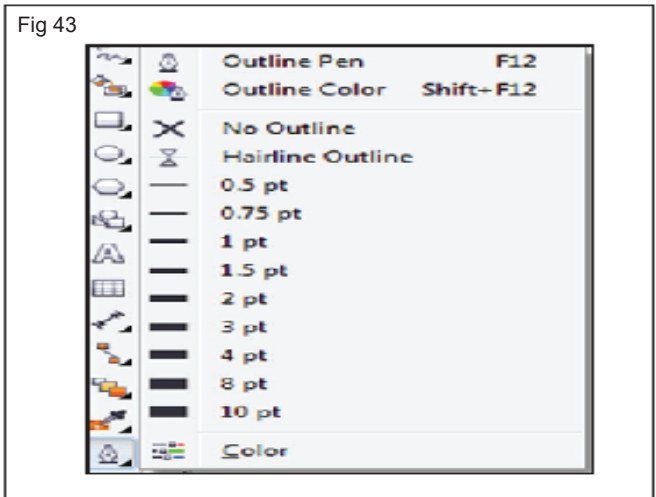 Fig 43
Outline Pen F12
Outline Color Shift+F12
No Outline
Hairline Outline
0.5 pt
0.75 pt
1 pt
1.5 pt
2 pt
3 pt
4 pt
8 pt
10 pt
Color